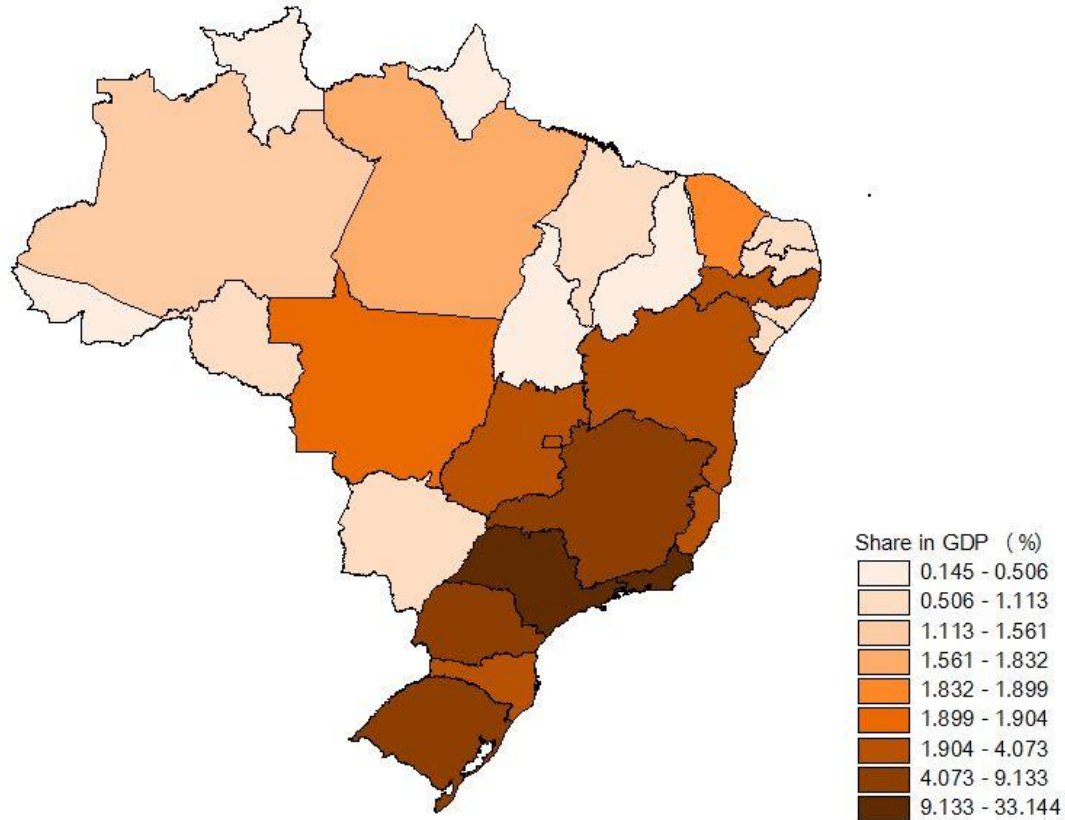 Share in GDP (%)
0.145 - 0.506
0.506 - 1.113
1.113 - 1.561
1.561 - 1.832
1.832 - 1.899
1.899 - 1.904
1.904 - 4.073
4.073 - 9.133
9.133 - 33.144